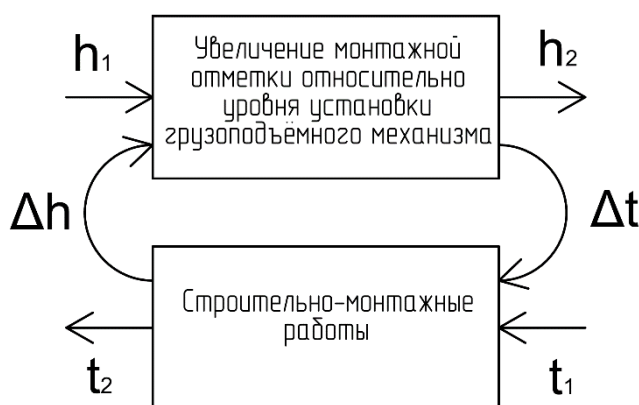 h₁
Увеличение монтажной
отметки относительно
уровня установки
грузоподъёмного механизма
h₂
Δh
Δt
Строительно-монтажные
работы
t₂
t₁